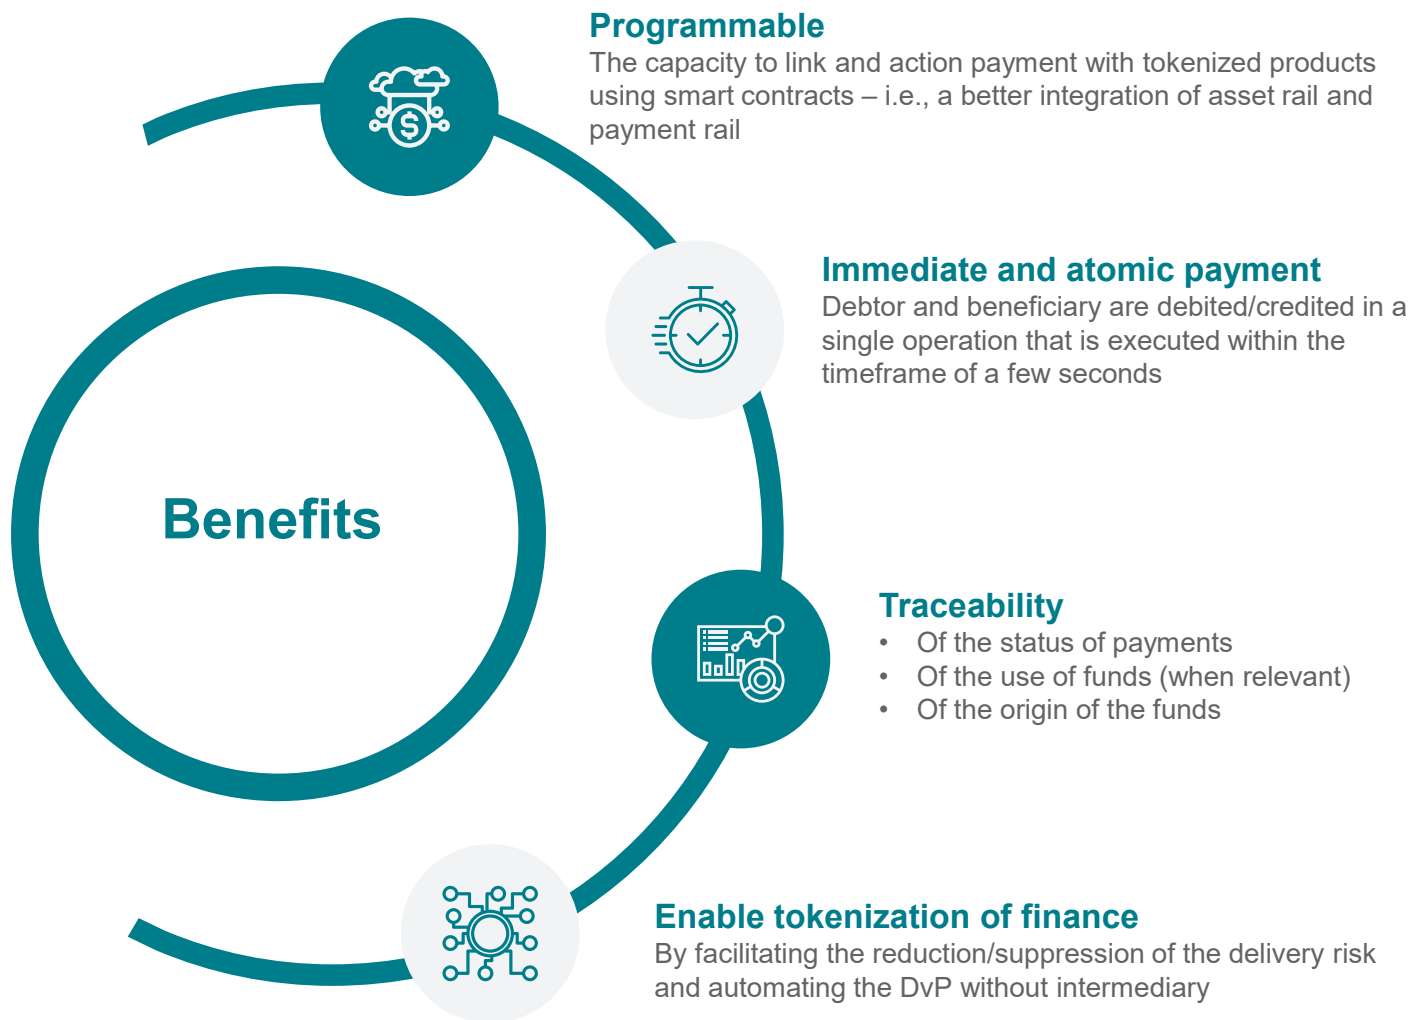 Programmable
The capacity to link and action payment with tokenized products
using smart contracts – i.e., a better integration of asset rail and
payment rail
$
Immediate and atomic payment
Debtor and beneficiary are debited/credited in a
single operation that is executed within the
timeframe of a few seconds
Benefits
Traceability
• Of the status of payments
• Of the use of funds (when relevant)
• Of the origin of the funds
Enable tokenization of finance
By facilitating the reduction/suppression of the delivery risk
and automating the DvP without intermediary